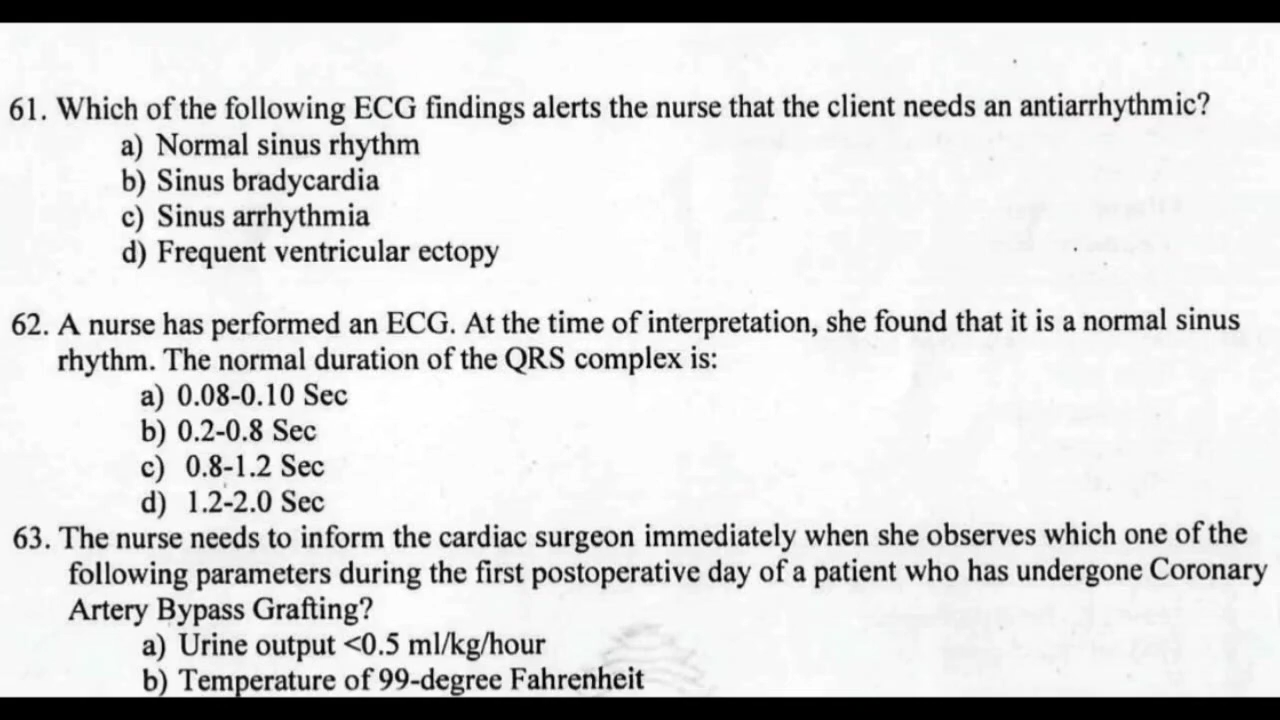 61. Which of the following ECG findings alerts the nurse that the client needs an antiarrhythmic?
a) Normal sinus rhythm
b) Sinus bradycardia
c) Sinus arrhythmia
d) Frequent ventricular ectopy
62. A nurse has performed an ECG. At the time of interpretation, she found that it is a normal sinus
rhythm. The normal duration of the QRS complex is:
a) 0.08-0.10 Sec
b) 0.2-0.8 Sec
c) 0.8-1.2 Sec
d) 1.2-2.0 Sec
63. The nurse needs to inform the cardiac surgeon immediately when she observes which one of the
following parameters during the first postoperative day of a patient who has undergone Coronary
Artery Bypass Grafting?
a) Urine output <0.5 ml/kg/hour
b) Temperature of 99-degree Fahrenheit